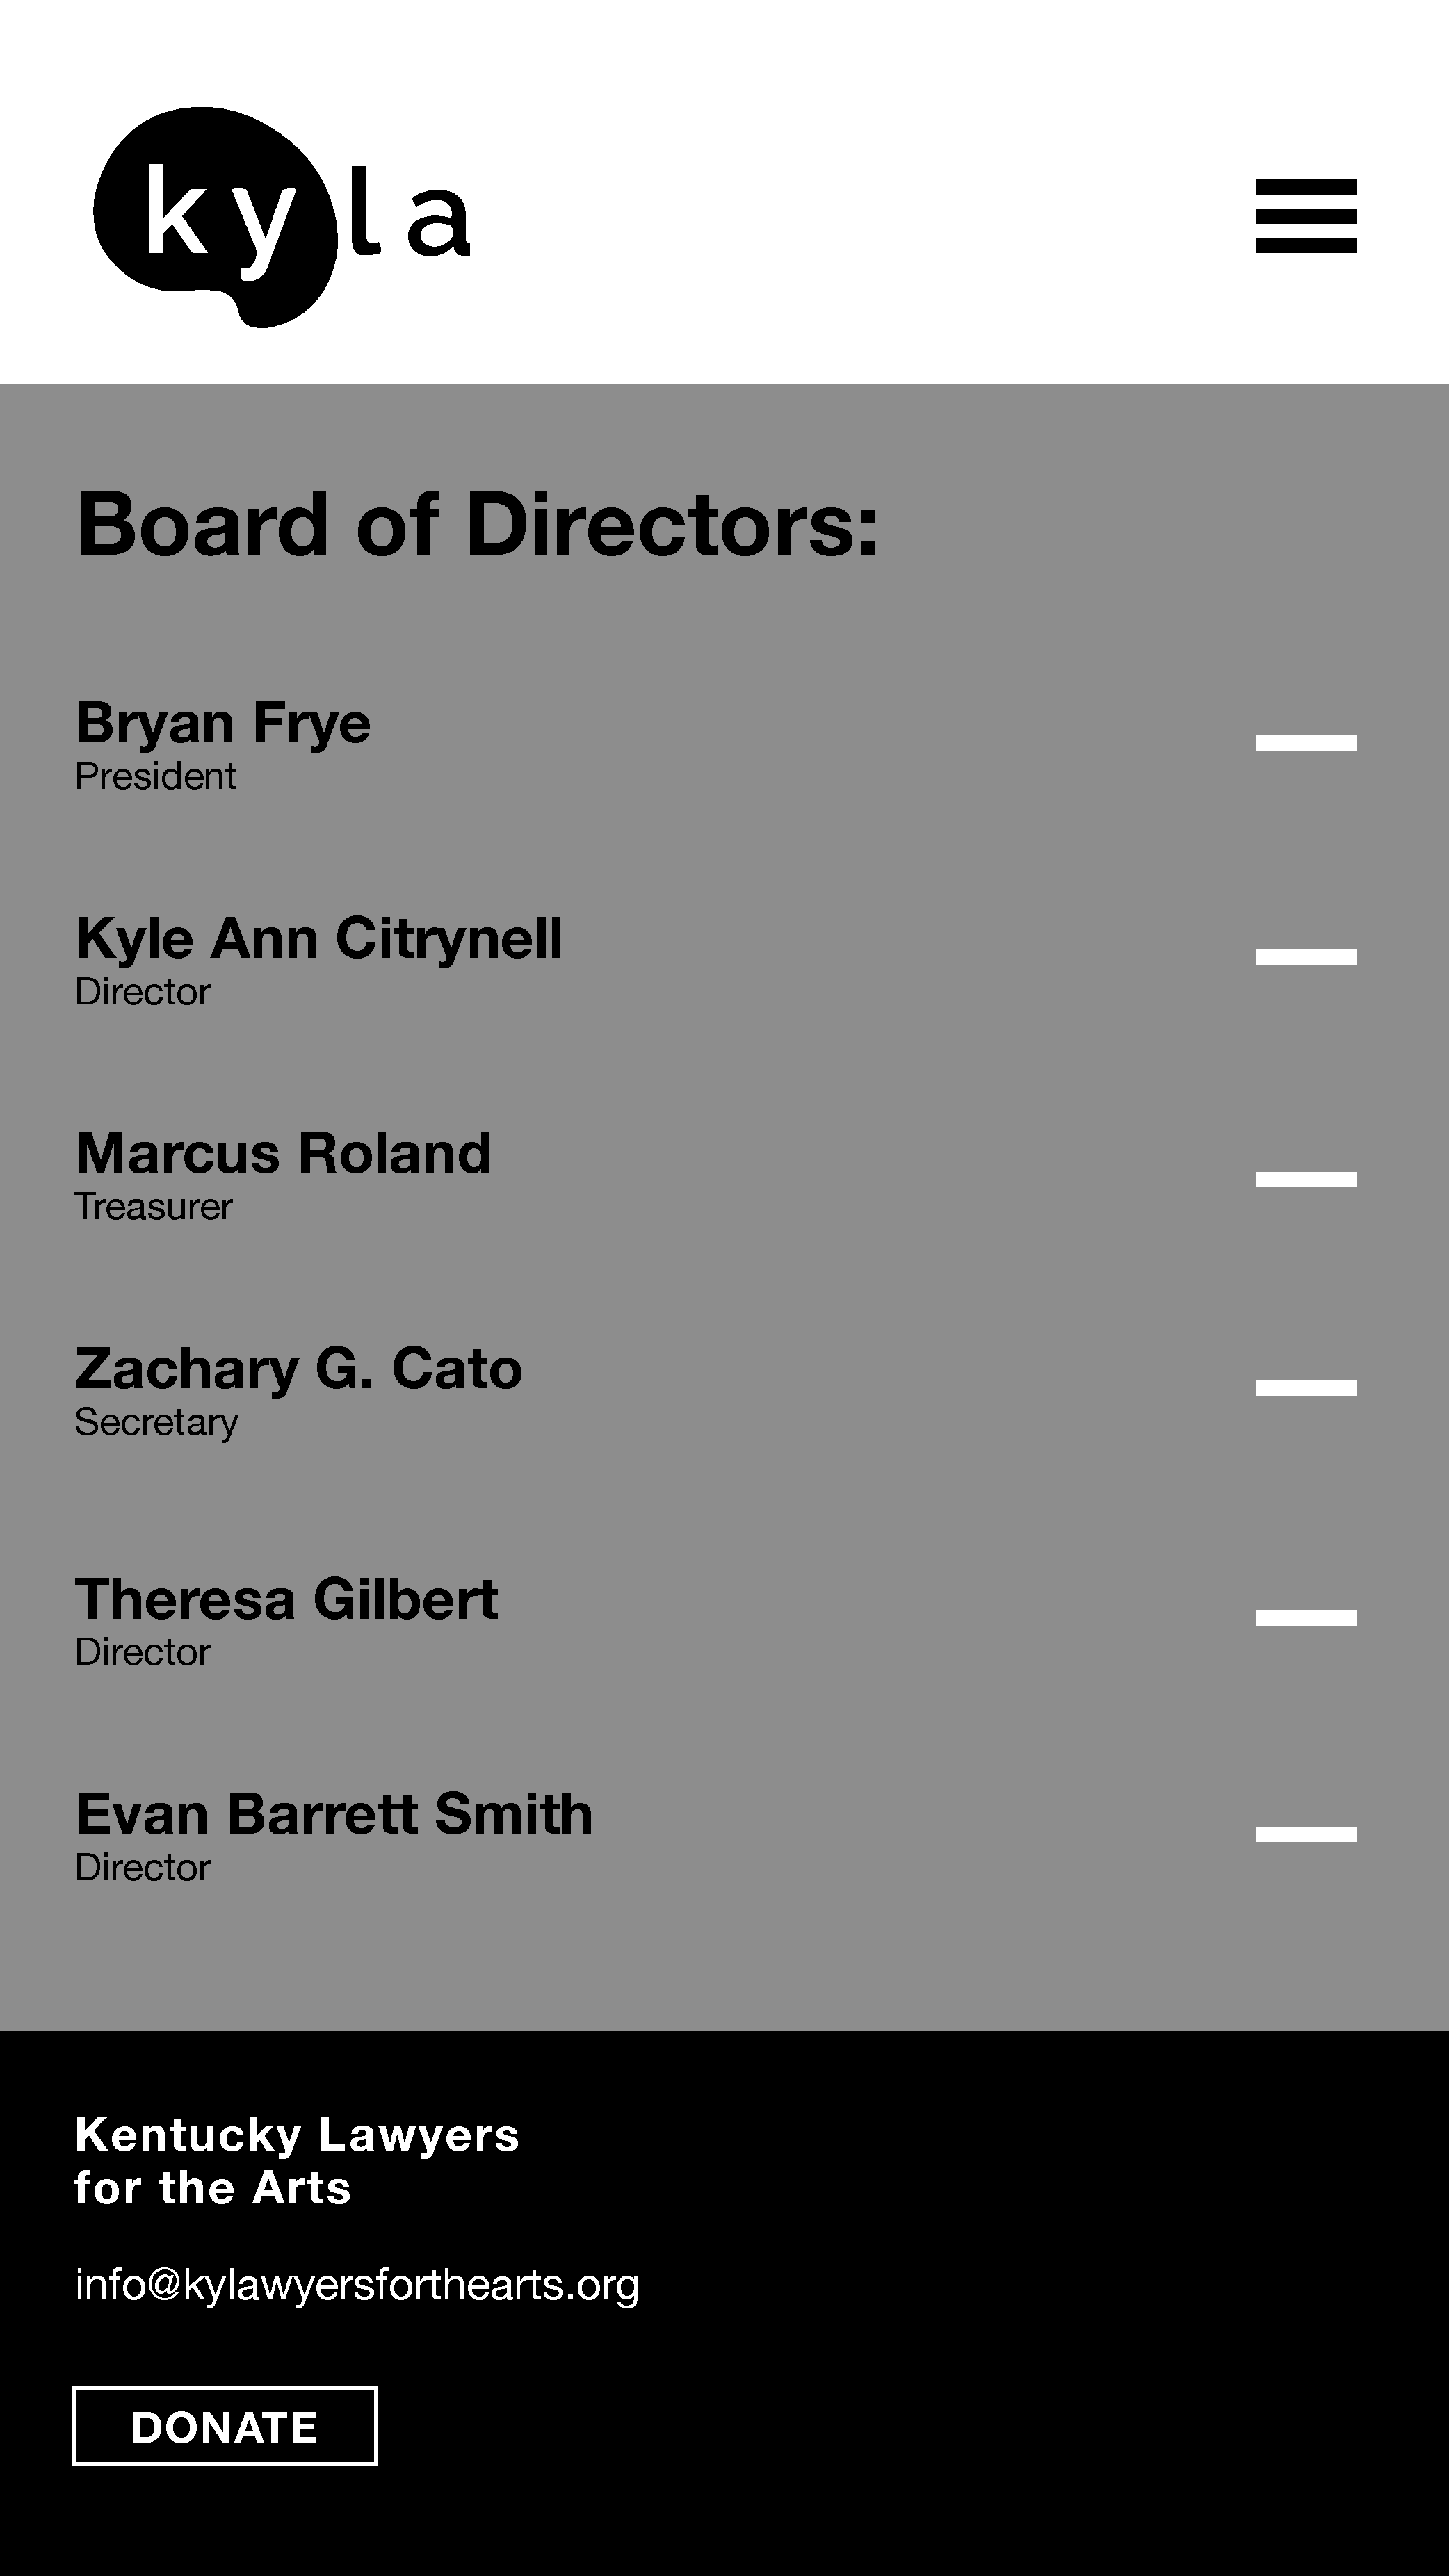 kyla
Board of Directors:
Bryan Frye
President
Kyle Ann Citrynell
Director
Marcus Roland
Treasurer
Zachary G. Cato
Secretary
Theresa Gilbert
Director
Evan Barrett Smith
Director
Kentucky Lawyers
for the Arts
info@kylawyersforthearts.org
DONATE